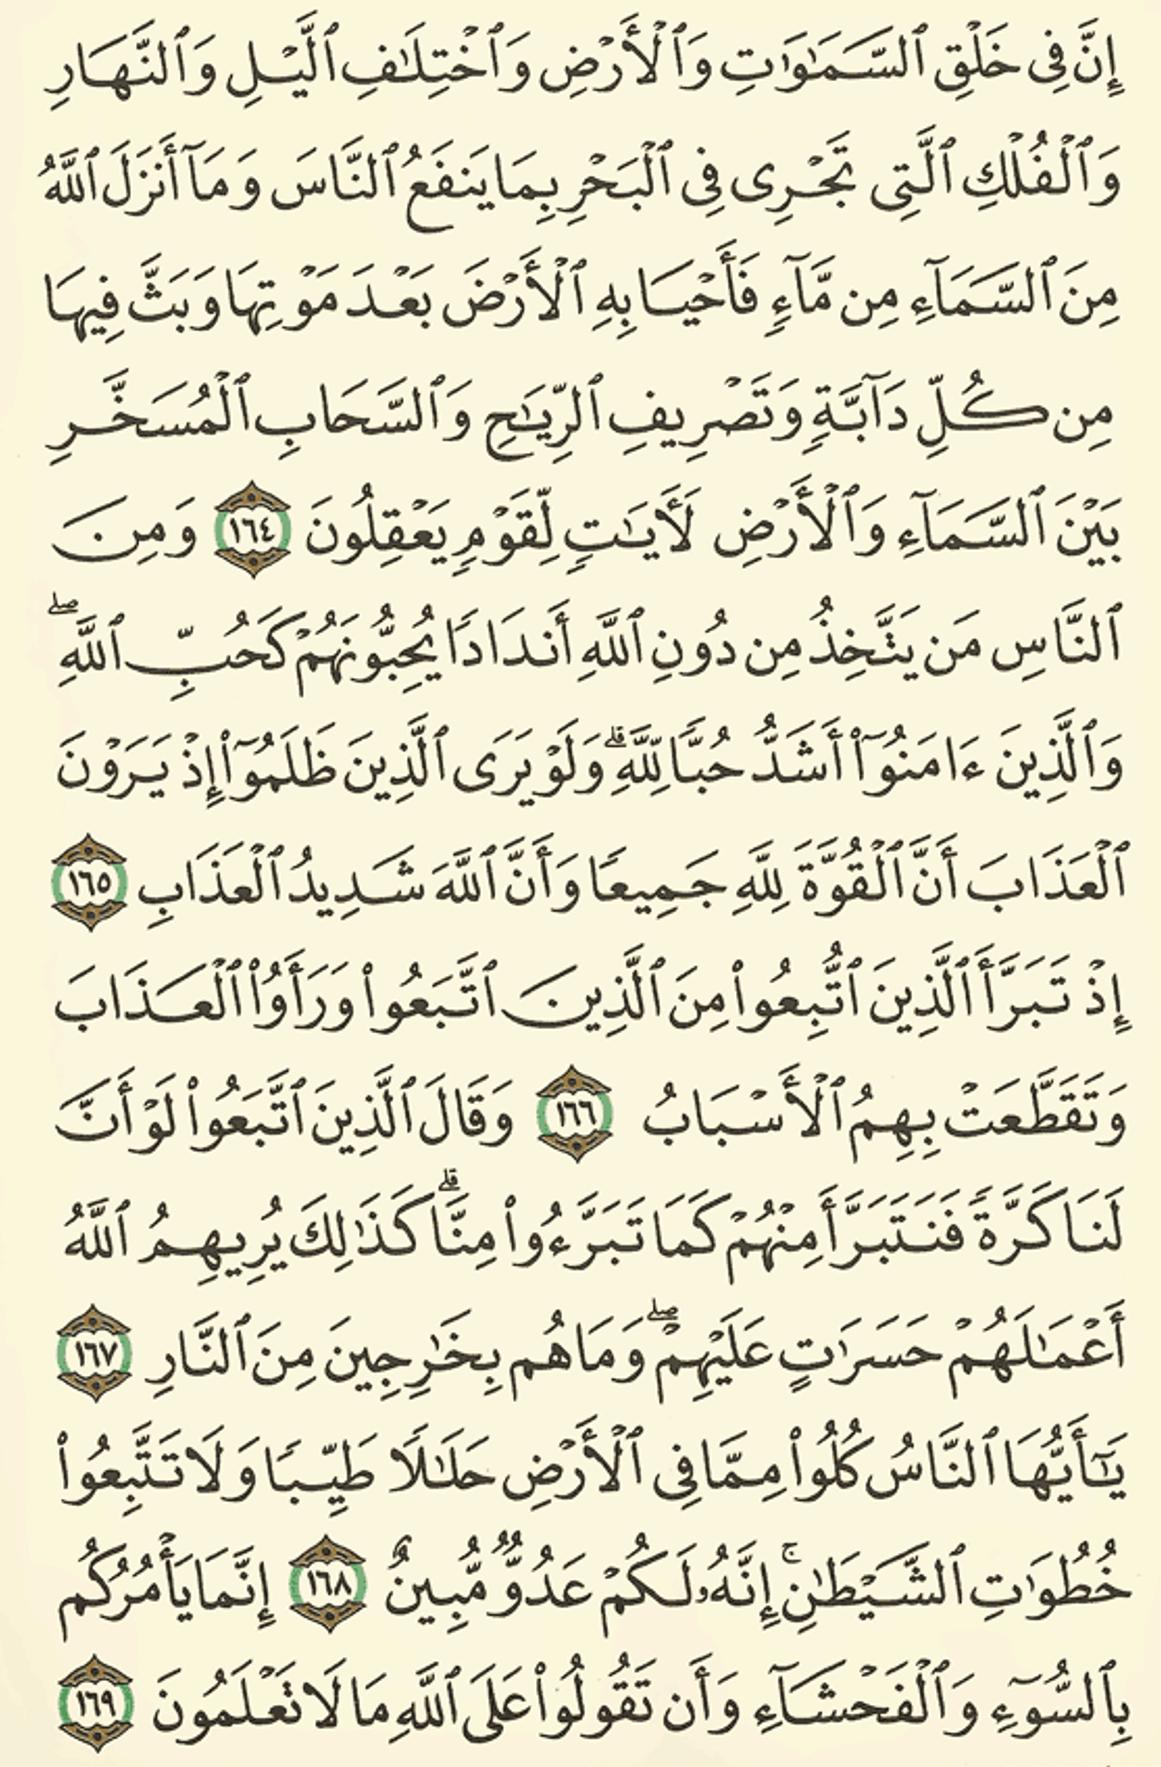 إِنَّ فِى خَلْقِ ٱلسَّمَـٰوَٰتِ وَٱلْأَرْضِ وَٱخْتِلَـٰفِ ٱلَّيْلِ وَٱلنَّهَارِ
وَٱلْفُلْكِ ٱلَّتِى تَجْرِى فِى ٱلْبَحْرِ بِمَا يَنفَعُ ٱلنَّاسَ وَمَآ أَنزَلَ ٱللَّهُ
مِنَ ٱلسَّمَآءِ مِن مَّآءٍ فَأَحْيَا بِهِ ٱلْأَرْضَ بَعْدَ مَوْتِهَا وَبَثَّ فِيهَا
مِن كُلِّ دَآبَّةٍ وَتَصْرِيفِ ٱلرِّيَـٰحِ وَٱلسَّحَابِ ٱلْمُسَخَّرِ
بَيْنَ ٱلسَّمَآءِ وَٱلْأَرْضِ لَـَٔايَـٰتٍ لِّقَوْمٍ يَعْقِلُونَ ١٦٤ وَمِنَ
ٱلنَّاسِ مَن يَتَّخِذُ مِن دُونِ ٱللَّهِ أَندَادًا يُحِبُّونَهُمْ كَحُبِّ ٱللَّهِ ۖ
وَٱلَّذِينَ ءَامَنُوٓا۟ أَشَدُّ حُبًّا لِّلَّهِ ۗ وَلَوْ يَرَى ٱلَّذِينَ ظَلَمُوٓا۟ إِذْ يَرَوْنَ
ٱلْعَذَابَ أَنَّ ٱلْقُوَّةَ لِلَّهِ جَمِيعًا وَأَنَّ ٱللَّهَ شَدِيدُ ٱلْعَذَابِ ١٦٥
إِذْ تَبَرَّأَ ٱلَّذِينَ ٱتُّبِعُوا۟ مِنَ ٱلَّذِينَ ٱتَّبَعُوا۟ وَرَأَوُا۟ ٱلْعَذَابَ
وَتَقَطَّعَتْ بِهِمُ ٱلْأَسْبَابُ ١٦٦ وَقَالَ ٱلَّذِينَ ٱتَّبَعُوا۟ لَوْ أَنَّ
لَنَا كَرَّةً فَنَتَبَرَّأَ مِنْهُمْ كَمَا تَبَرَّءُوا۟ مِنَّا ۗ كَذَٰلِكَ يُرِيهِمُ ٱللَّهُ
أَعْمَـٰلَهُمْ حَسَرَٰتٍ عَلَيْهِمْ ۖ وَمَا هُم بِخَـٰرِجِينَ مِنَ ٱلنَّارِ ١٦٧
يَـٰٓأَيُّهَا ٱلنَّاسُ كُلُوا۟ مِمَّا فِى ٱلْأَرْضِ حَلَـٰلًا طَيِّبًا وَلَا تَتَّبِعُوا۟
خُطُوَٰتِ ٱلشَّيْطَـٰنِ ۚ إِنَّهُۥ لَكُمْ عَدُوٌّ مُّبِينٌ ١٦٨ إِنَّمَا يَأْمُرُكُم
بِٱلسُّوٓءِ وَٱلْفَحْشَآءِ وَأَن تَقُولُوا۟ عَلَى ٱللَّهِ مَا لَا تَعْلَمُونَ ١٦٩